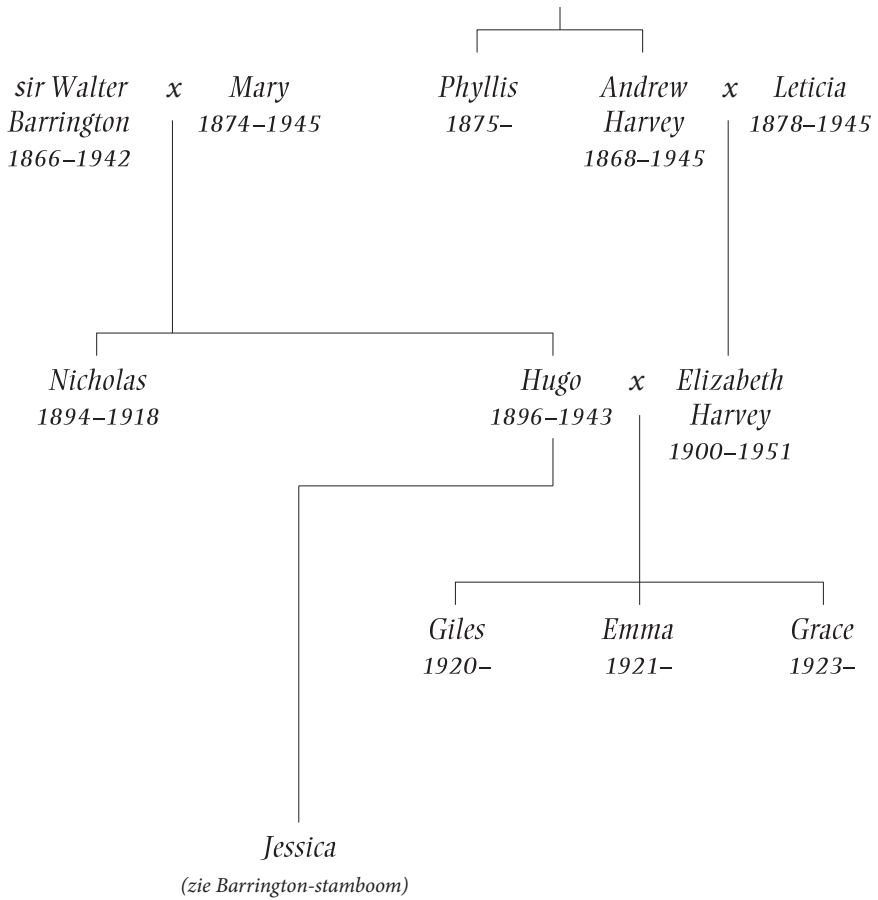 sir Walter x Mary Phyllis Andrew x Leticia
Barrington 1874–1945 1875– Harvey 1878–1945
1866–1942 1868–1945
Nicholas Hugo x Elizabeth
1894–1918 1896–1943 Harvey
1900–1951
Giles Emma Grace
1920– 1921– 1923–
Jessica
(zie Barrington-stamboom)